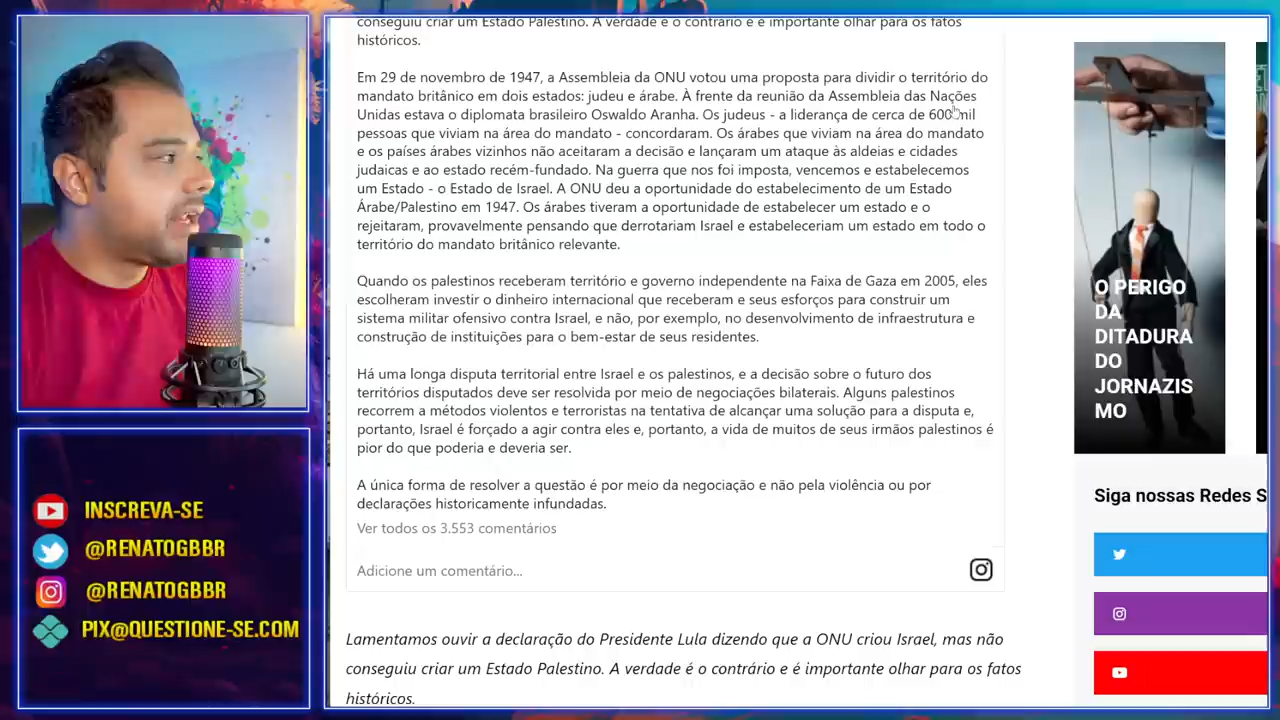 conseguiu criar um Estado Palestino. A verdade é o contrário e é importante olhar para os fatos
históricos.
Em 29 de novembro de 1947, a Assembleia da ONU votou uma proposta para dividir o território do
mandato britânico em dois estados: judeu e árabe. À frente da reunião da Assembleia das Nações
Unidas estava o diplomata brasileiro Oswaldo Aranha. Os judeus - a liderança de cerca de 600 mil
pessoas que viviam na área do mandato - concordaram. Os árabes que viviam na área do mandato
e os países árabes vizinhos não aceitaram a decisão e lançaram um ataque às aldeias e cidades
judaicas e ao estado recém-fundado. Na guerra que nos foi imposta, vencemos e estabelecemos
um Estado - o Estado de Israel. A ONU deu a oportunidade do estabelecimento de um Estado
Árabe/Palestino em 1947. Os árabes tiveram a oportunidade de estabelecer um estado e o
rejeitaram, provavelmente pensando que derrotariam Israel e estabeleceriam um estado em todo o
território do mandato britânico relevante.
Quando os palestinos receberam território e governo independente na Faixa de Gaza em 2005, eles
escolheram investir o dinheiro internacional que receberam e seus esforços para construir um
sistema militar ofensivo contra Israel, e não, por exemplo, no desenvolvimento de infraestrutura e
construção de instituições para o bem-estar de seus residentes.
Há uma longa disputa territorial entre Israel e os palestinos, e a decisão sobre o futuro dos
territórios disputados deve ser resolvida por meio de negociações bilaterais. Alguns palestinos
recorrem a métodos violentos e terroristas na tentativa de alcançar uma solução para a disputa e,
portanto, Israel é forçado a agir contra eles e, portanto, a vida de muitos de seus irmãos palestinos é
pior do que poderia e deveria ser.
A única forma de resolver a questão é por meio da negociação e não pela violência ou por
declarações historicamente infundadas.
Ver todos os 3.553 comentários
Adicione um comentário...
Lamentamos ouvir a declaração do Presidente Lula dizendo que a ONU criou Israel, mas não
conseguiu criar um Estado Palestino. A verdade é o contrário e é importante olhar para os fatos
históricos.
O PERIGO
DA
DITADURA
DO
JORNAZIS
MO
Siga nossas Redes S
INSCREVA-SE
@RENATOGBBR
@RENATOGBBR
PIX@QUESTIONE-SE.COM